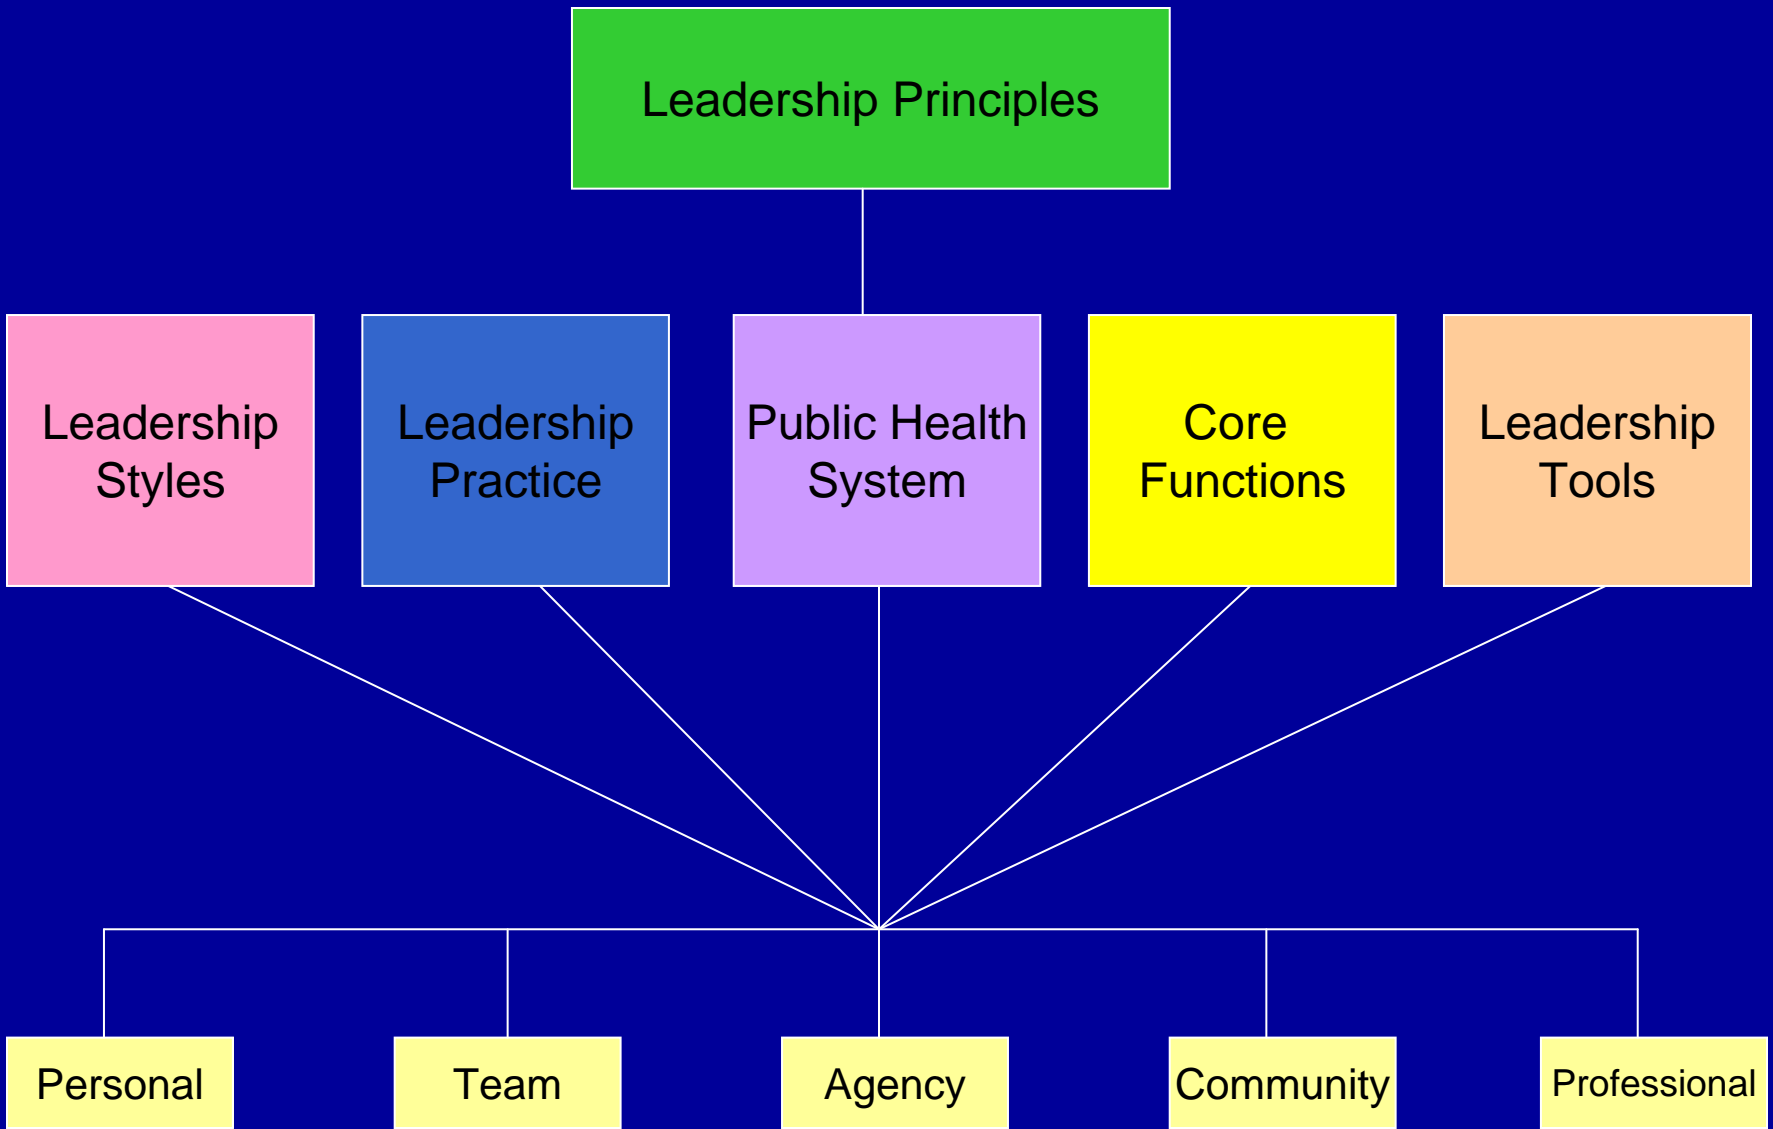 Leadership Principles
Leadership
Styles
Leadership
Practice
Public Health
System
Core
Functions
Leadership
Tools
Personal
Team
Agency
Community
Professional